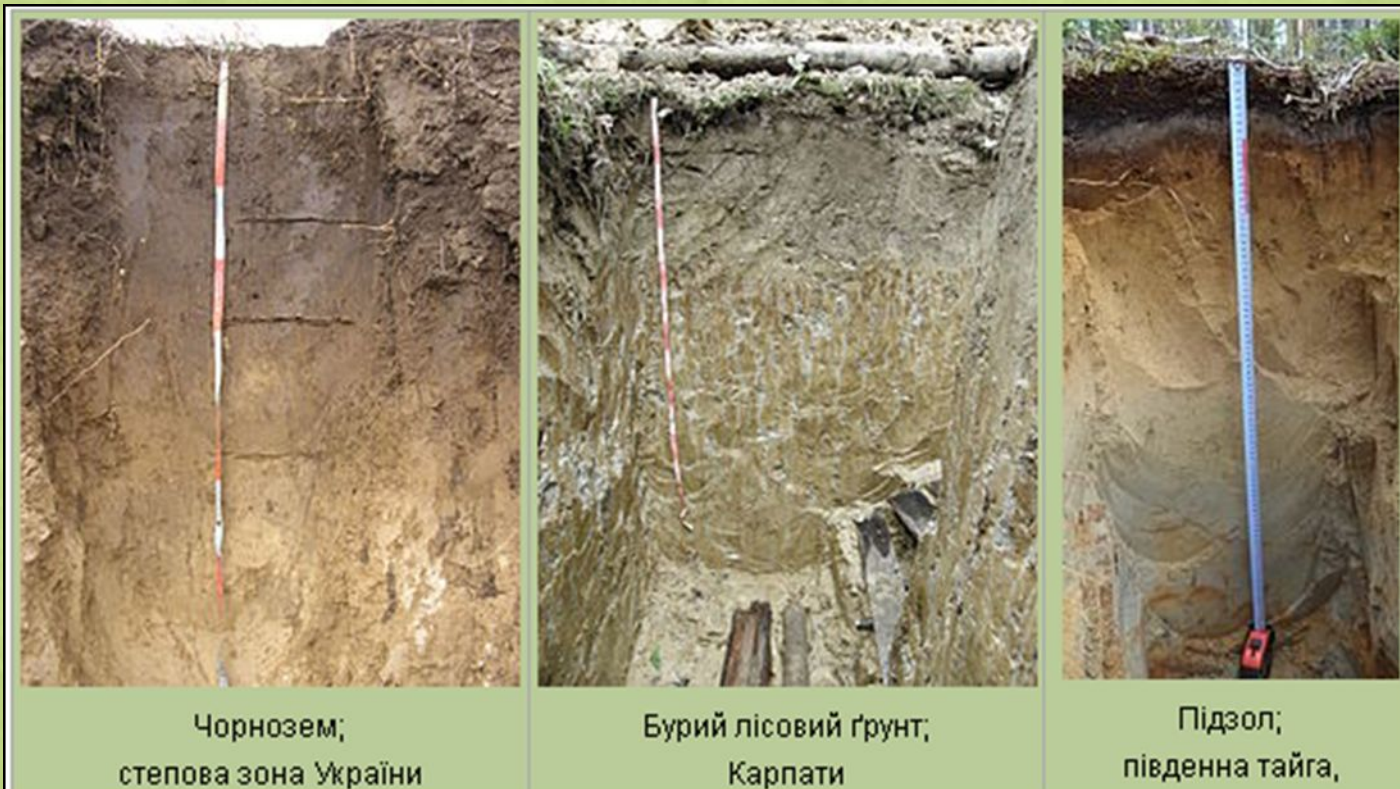 Чорнозем;
степова зона України
Бурий лісовий ґрунт;
Карпати
Підзол;
південна тайга,